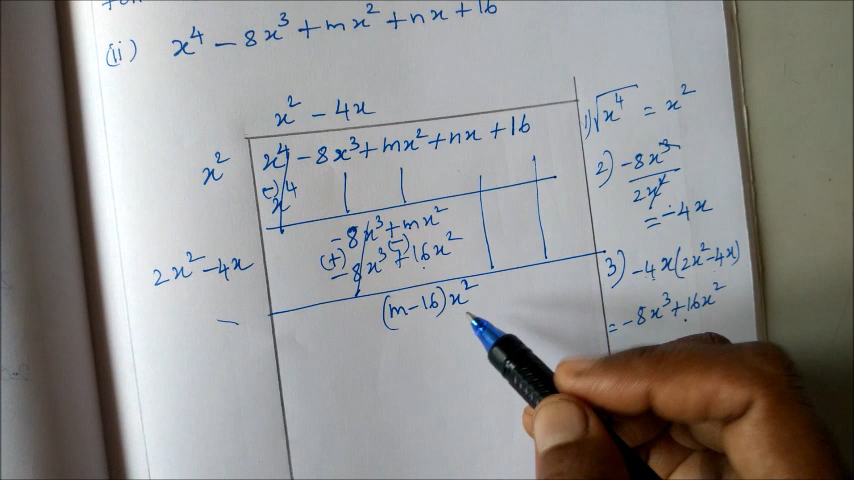 (ii) x⁴ - 8x³ + mx² + nx + 16
x² - 4x
x² x⁴ - 8x³ + mx² + nx + 16
(-) x⁴
- 8x³ + mx²
2x² - 4x (+) - 8x³ (-) + 16x²
- (m-16)x²
1) √x⁴ = x²
2) -8x³/2x²
= -4x
3) -4x(2x²-4x)
= -8x³ + 16x²